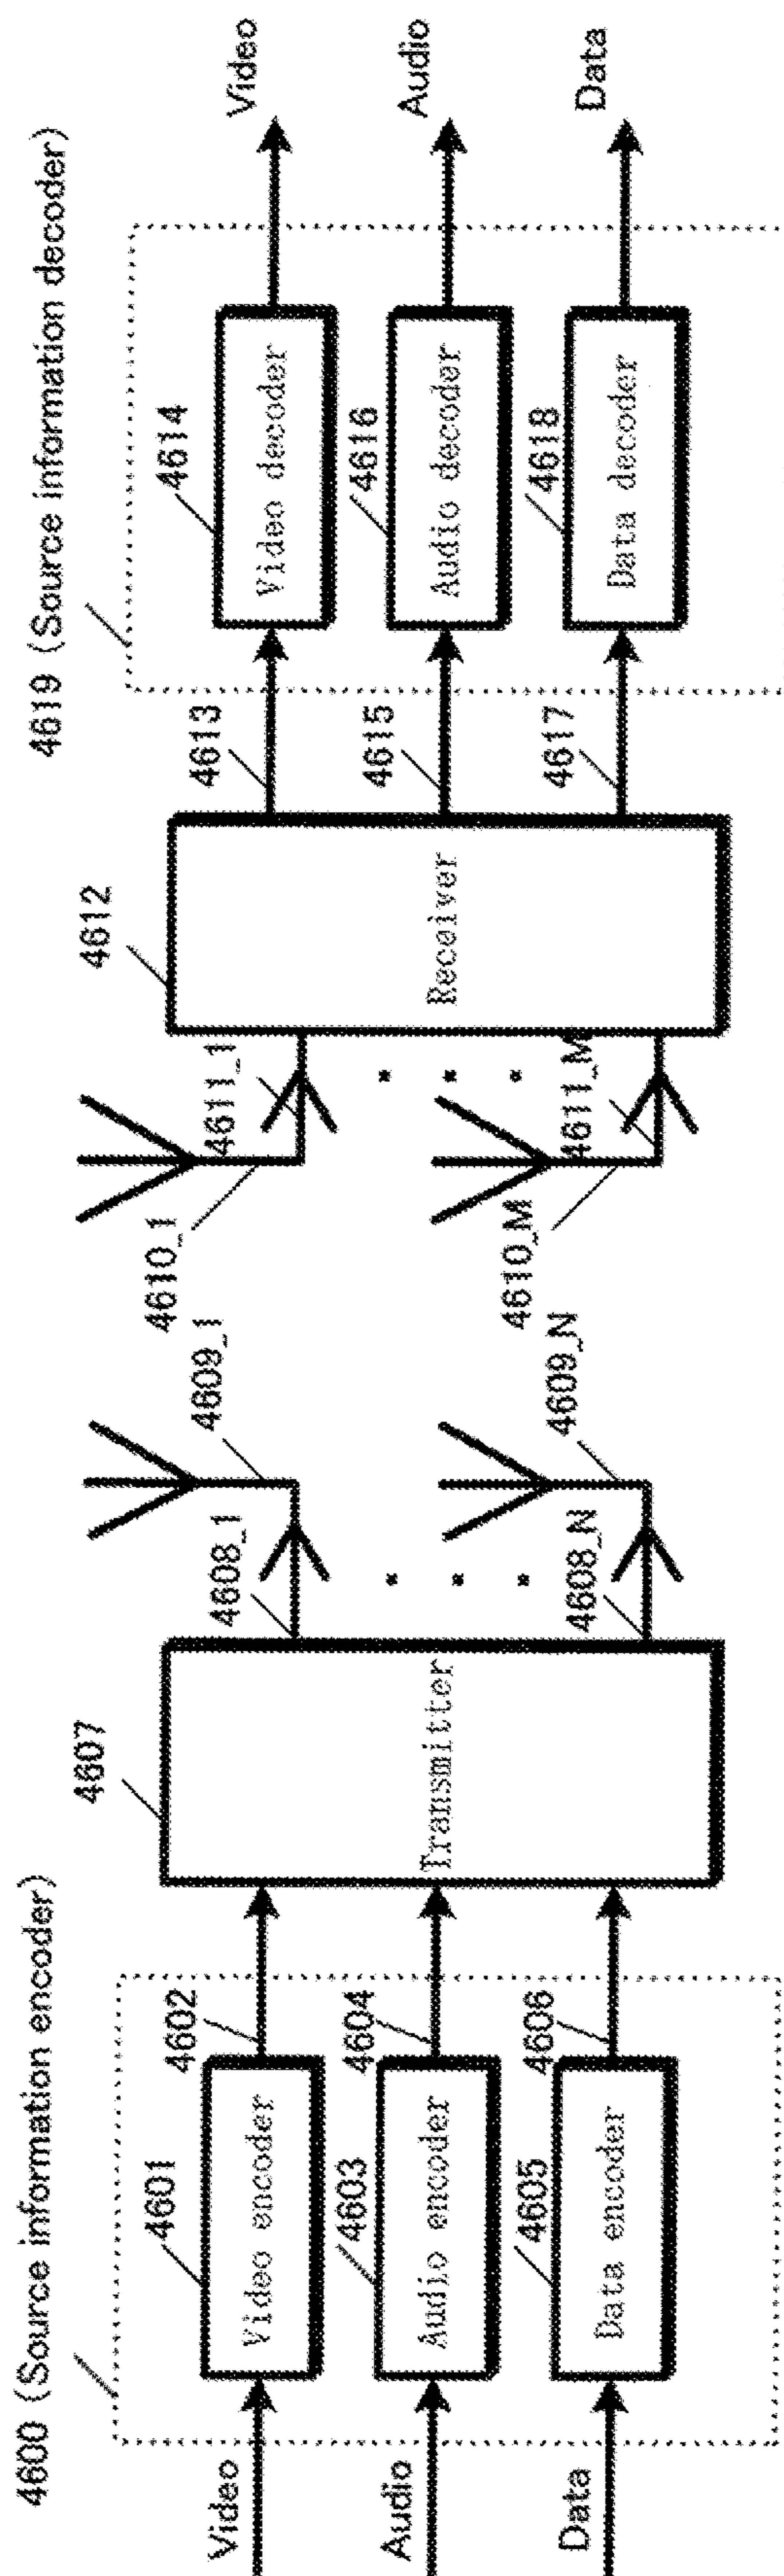 4600 (Source information encoder)
Video
4601
Video encoder
4602
Audio
4603
Audio encoder
4604
Data
4605
Data encoder
4606
4607
Transmitter
4608_1
4609_1
4608_N
4609_N
4610_1
4611_1
4610_M
4611_M
4612
Receiver
4619 (Source information decoder)
4613
4614
Video decoder
Video
4615
4616
Audio decoder
Audio
4617
4618
Data decoder
Data